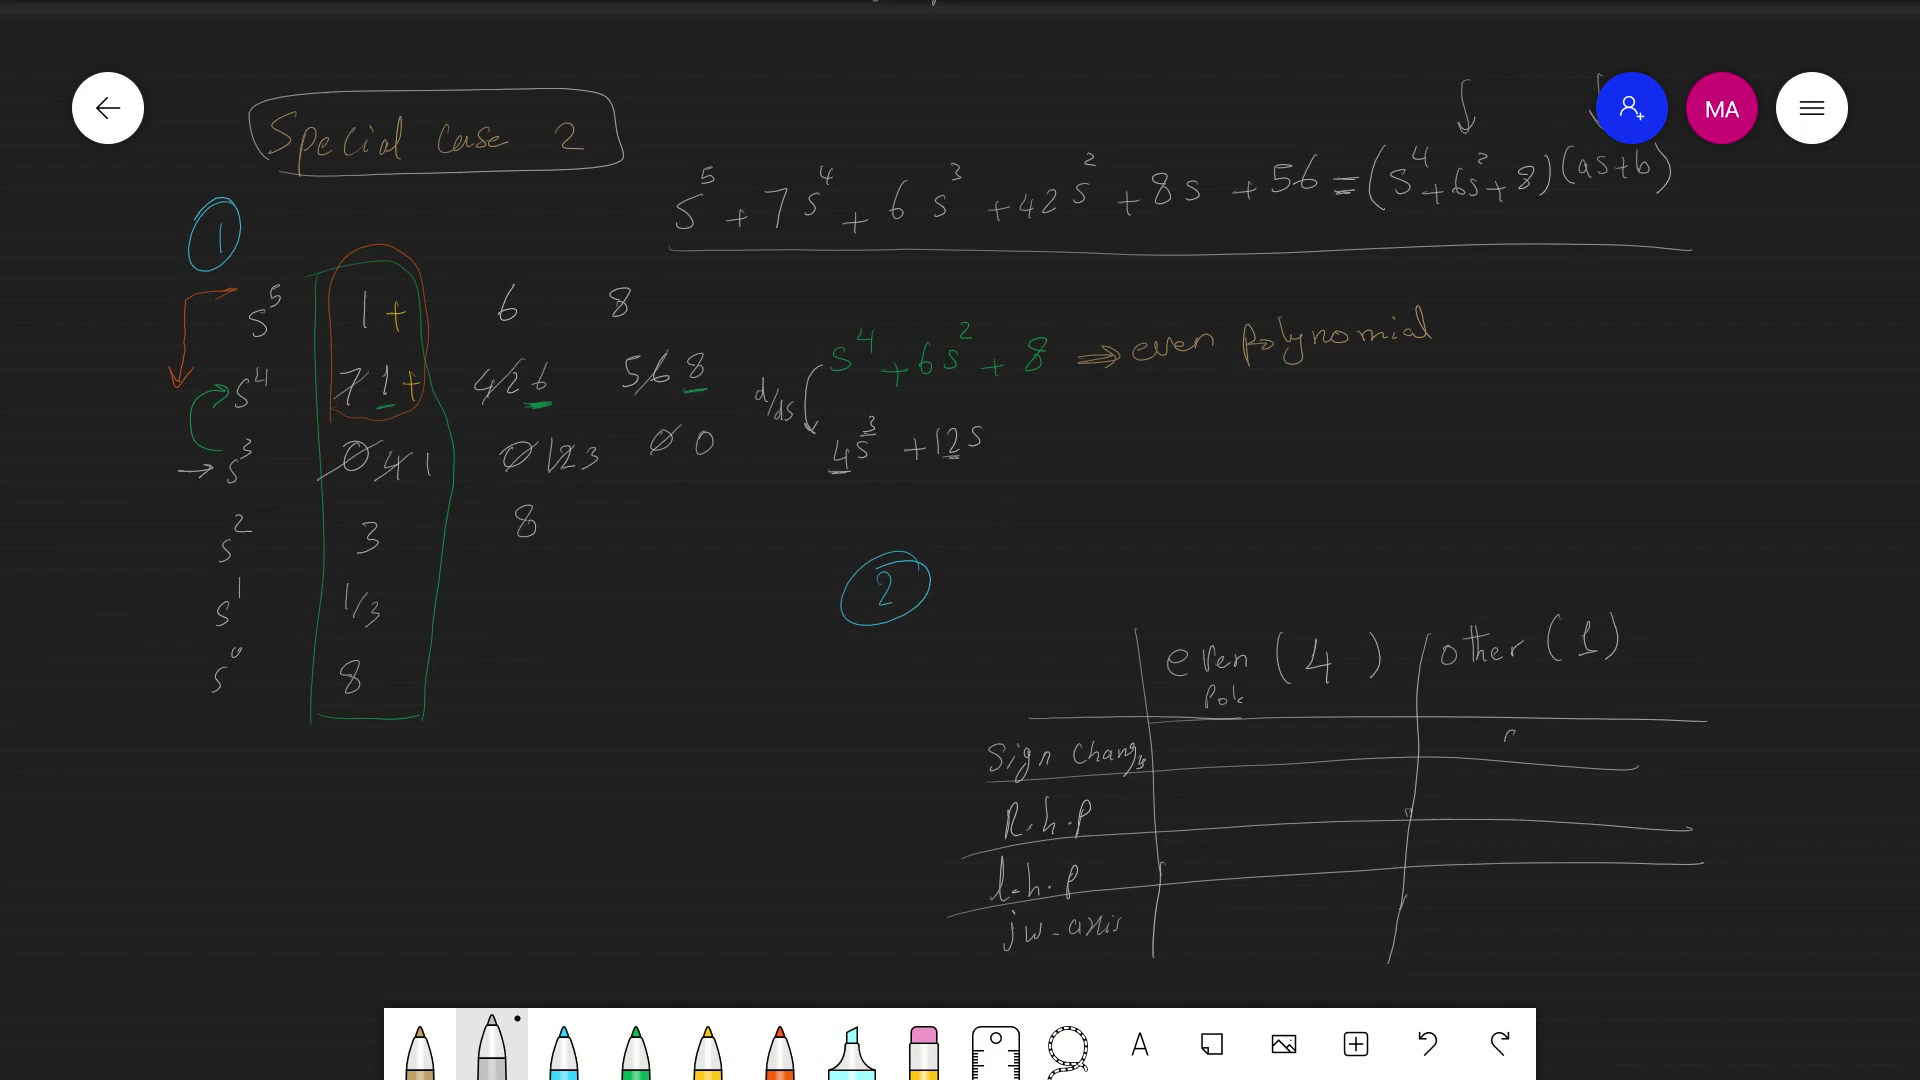 Special case 2
MA
s⁵ + 7s⁴ + 6s³ + 42s² + 8s + 56 = (s⁴ + 6s² + 8)(as+b)
1
s⁵ 1 + 6 8
s⁴ 7 1 + 42 6 56 8
s³ 0 4 1 0 12 3 0 0
s² 3 8
s¹ 1/3
s⁰ 8
s⁴ + 6s² + 8 ⇒ even polynomial
d/ds
4s³ + 12s
2
even (4) other (1)
Pol
Sign Changs
R.h.p
l.h.p
jw-axis
A